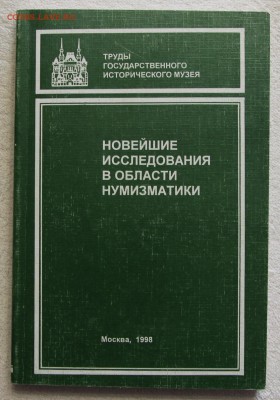 ТРУДЫ
ГОСУДАРСТВЕННОГО
ИСТОРИЧЕСКОГО МУЗЕЯ
НОВЕЙШИЕ
ИССЛЕДОВАНИЯ
В ОБЛАСТИ
НУМИЗМАТИКИ
Москва, 1998